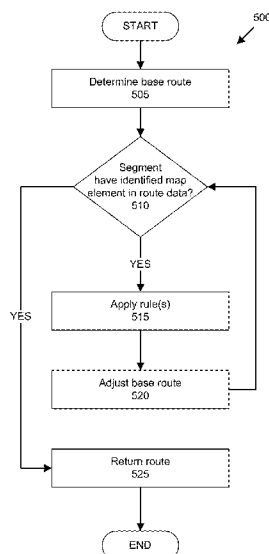 START
500
Determine base route
505
Segment
have identified map
element in route data?
510
YES
YES
Apply rule(s)
515
Adjust base route
520
Return route
525
END